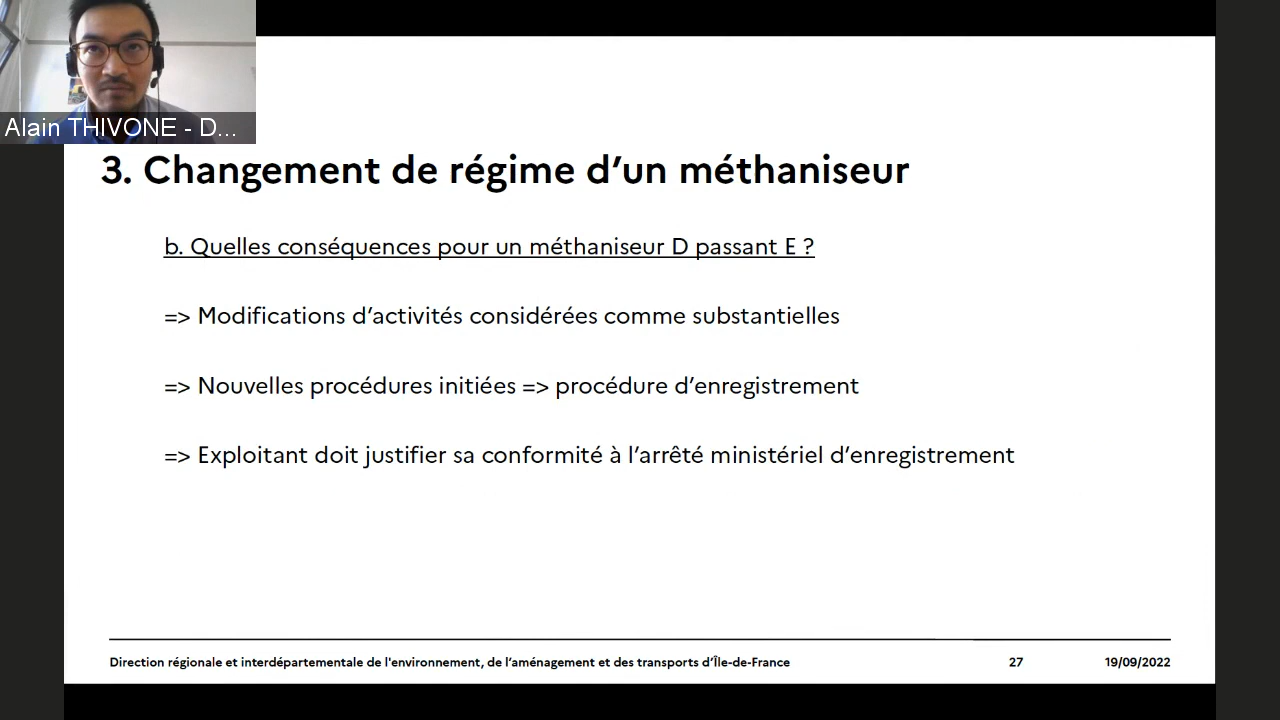 Alain THIVONE - D...
3. Changement de régime d’un méthaniseur
b. Quelles conséquences pour un méthaniseur D passant E ?
=> Modifications d’activités considérées comme substantielles
=> Nouvelles procédures initiées => procédure d’enregistrement
=> Exploitant doit justifier sa conformité à l’arrêté ministériel d’enregistrement
Direction régionale et interdépartementale de l'environnement, de l’aménagement et des transports d’Île-de-France 27 19/09/2022